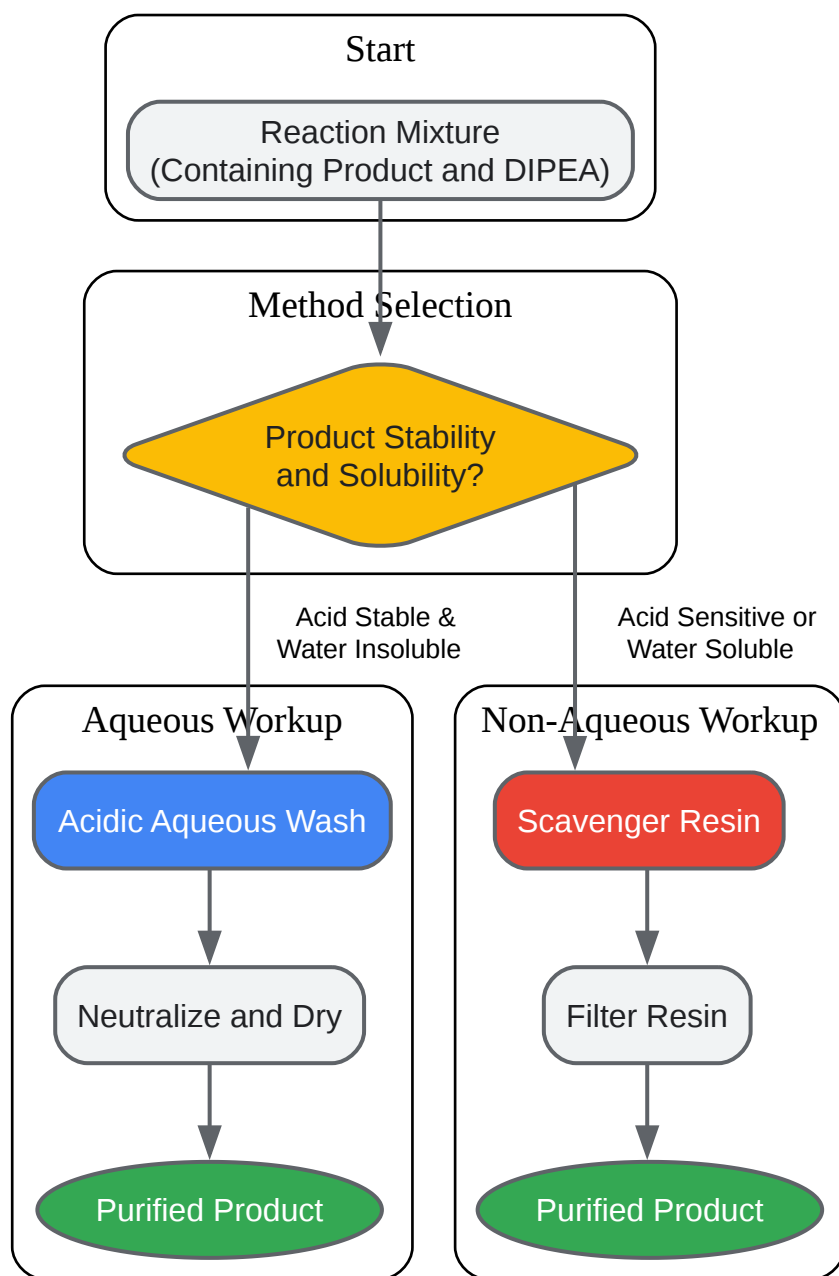 Start
Reaction Mixture
(Containing Product and DIPEA)
Method Selection
Product Stability
and Solubility?
Acid Stable &
Water Insoluble
Acid Sensitive or
Water Soluble
Aqueous Workup
Acidic Aqueous Wash
Neutralize and Dry
Purified Product
Non-Aqueous Workup
Scavenger Resin
Filter Resin
Purified Product